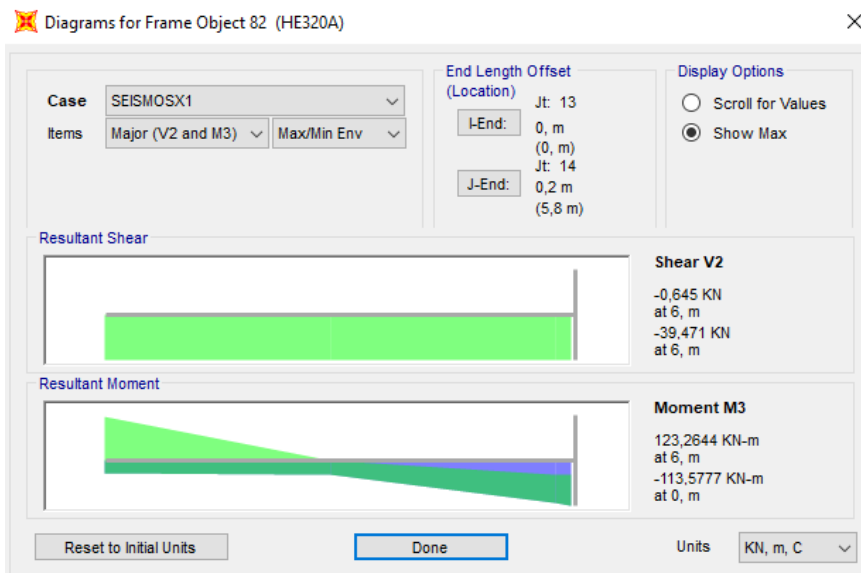 Diagrams for Frame Object 82 (HE320A)
Case SEISMOSX1
Items Major (V2 and M3) Max/Min Env
End Length Offset
(Location)
I-End:
Jt: 13
0, m
(0, m)
J-End:
Jt: 14
0,2 m
(5,8 m)
Display Options
Scroll for Values
Show Max
Resultant Shear
Shear V2
-0,645 KN
at 6, m
-39,471 KN
at 6, m
Resultant Moment
Moment M3
123,2644 KN-m
at 6, m
-113,5777 KN-m
at 0, m
Reset to Initial Units
Done
Units KN, m, C